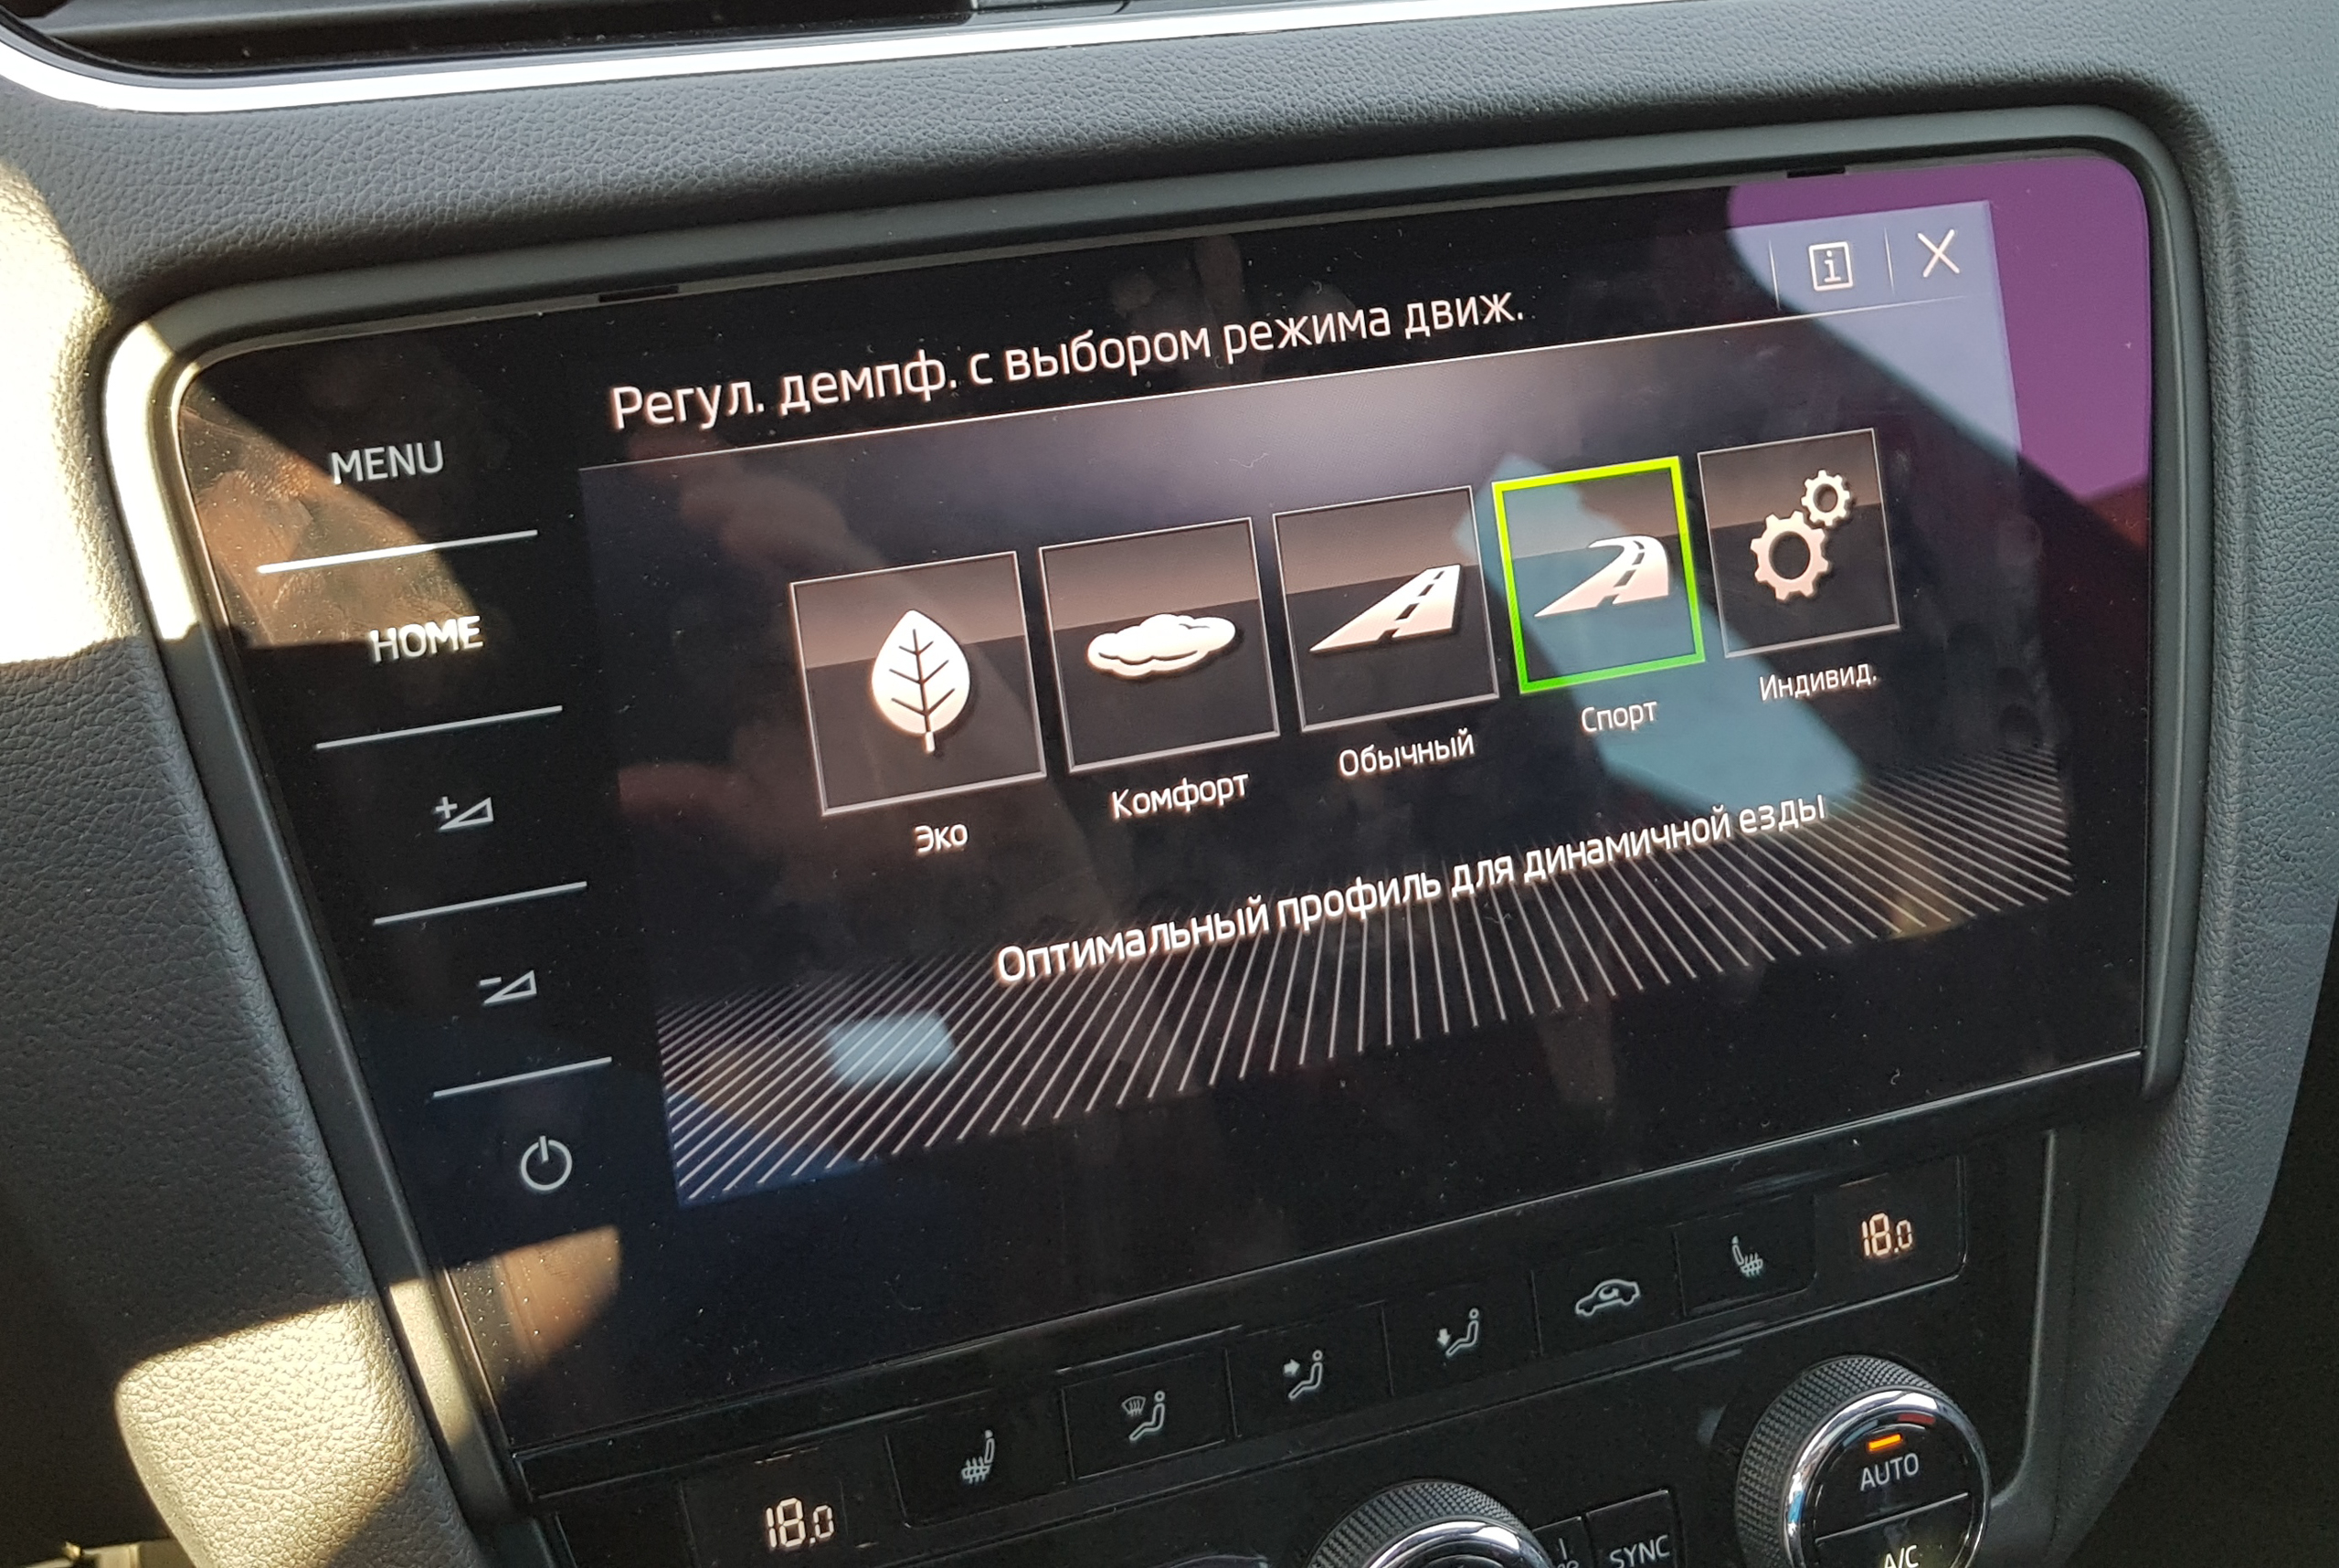 Регул. демпф. с выбором режима движ.
MENU
HOME
Эко
Комфорт
Обычный
Спорт
Индивид.
Оптимальный профиль для динамичной езды
18.0
18.0
AUTO
SYNC
A/C